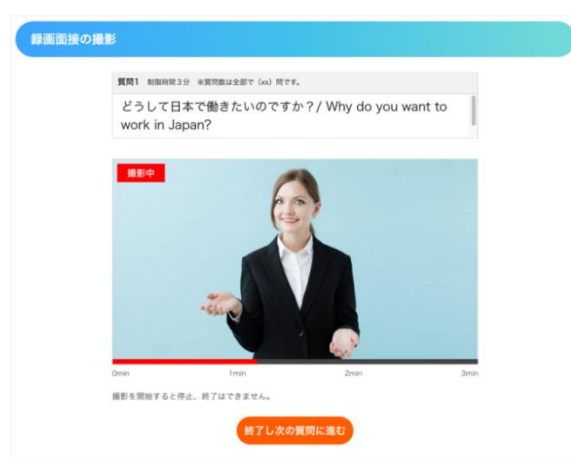 録画面接の撮影
質問1 制限時間3分 ※質問数は全部で(xx)問です。
どうして日本で働きたいのですか?/ Why do you want to
work in Japan?
撮影中
0min 1min 2min 3min
撮影を開始すると停止、終了はできません。
終了し次の質問に進む